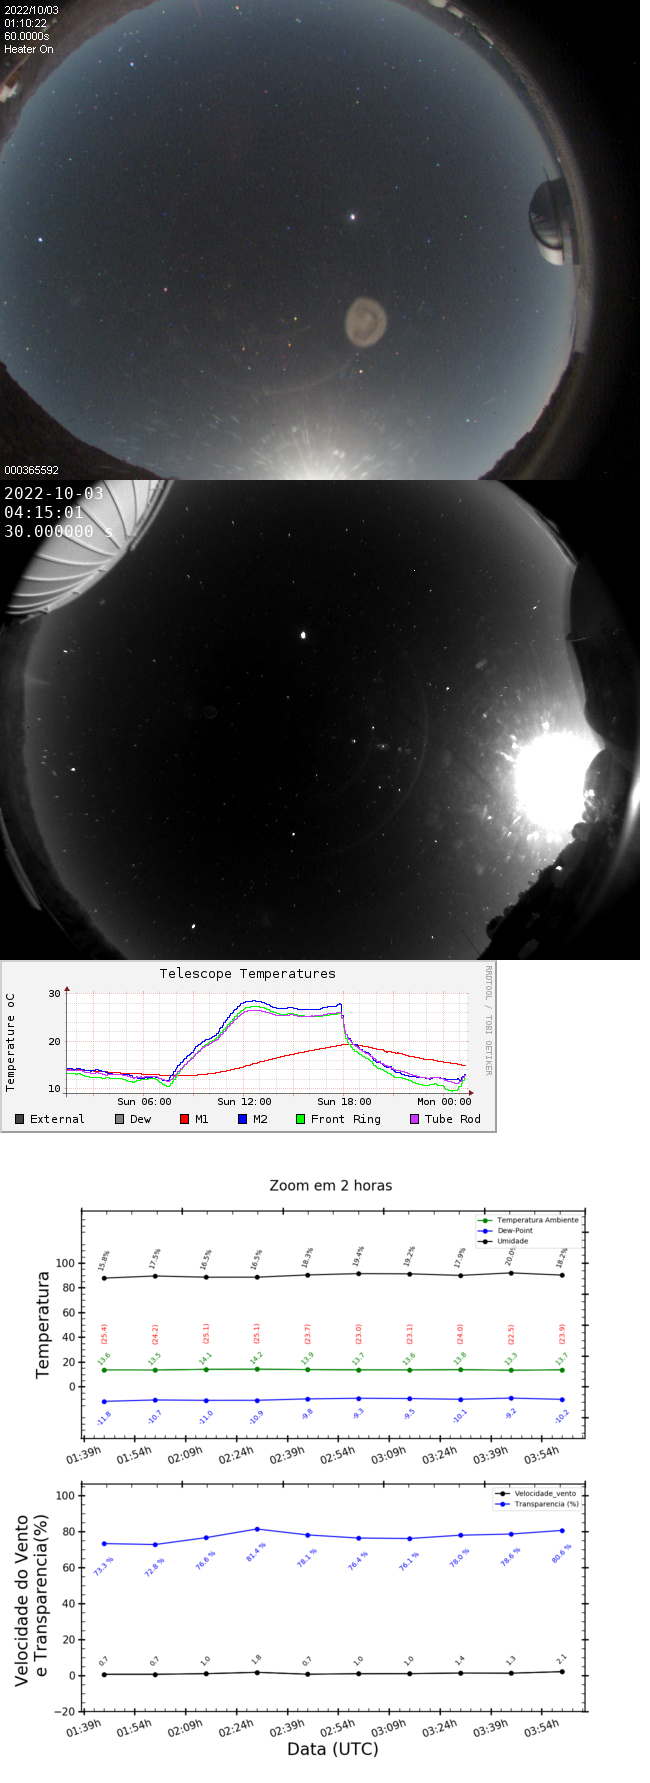 2022/10/03
01:10:22
60.0000s
Heater On
000365592
2022-10-03
04:15:01
30.000000 s
Telescope Temperatures
RRDTOOL / TOBI OETIKER
Temperature oC
30
20
10
Sun 06:00 Sun 12:00 Sun 18:00 Mon 00:00
External Dew M1 M2 Front Ring Tube Rod
Zoom em 2 horas
Temperatura Ambiente
Dew-Point
Umidade
Temperatura
100
80
60
40
20
0
15.8% 17.5% 16.5% 16.5% 18.3% 19.4% 19.2% 17.9% 20.0% 18.2%
(25.4) (24.2) (25.1) (25.1) (23.7) (23.0) (23.1) (24.0) (22.5) (23.9)
13.6 13.5 14.1 14.2 13.9 13.7 13.6 13.8 13.3 13.7
-11.8 -10.7 -11.0 -10.9 -9.8 -9.3 -9.5 -10.1 -9.2 -10.2
01:39h 01:54h 02:09h 02:24h 02:39h 02:54h 03:09h 03:24h 03:39h 03:54h
Velocidade_vento
Transparencia (%)
Velocidade do Vento
e Transparencia(%)
100
80
60
40
20
0
−20
73.3 % 72.8 % 76.6 % 81.4 % 78.1 % 76.4 % 76.1 % 78.0 % 78.6 % 80.6 %
0.7 0.7 1.0 1.8 0.7 1.0 1.0 1.4 1.3 2.1
01:39h 01:54h 02:09h 02:24h 02:39h 02:54h 03:09h 03:24h 03:39h 03:54h
Data (UTC)